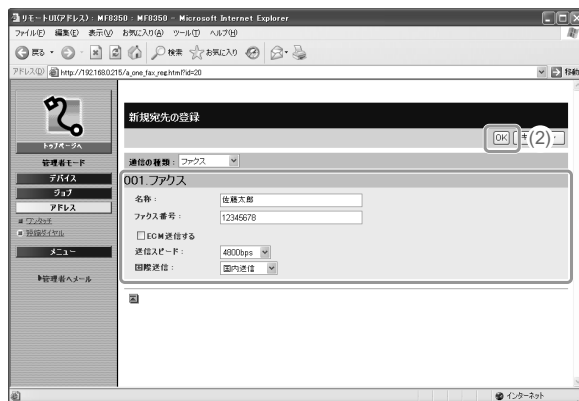 リモートUI(アドレス) : MF8350 : MF8350 - Microsoft Internet Explorer
ファイル(F) 編集(E) 表示(V) お気に入り(A) ツール(T) ヘルプ(H)
戻る 検索 お気に入り
アドレス(D) http://192.168.0.215/a_one_fax_reg.html?id=20 移動
新規宛先の登録
OK (2)
トップページへ
管理者モード
デバイス
ジョブ
アドレス
ワンタッチ
短縮ダイヤル
メニュー
管理者へメール
通信の種類: ファクス
001.ファクス
名称: 佐藤太郎
ファクス番号: 12345678
ECM送信する
送信スピード: 4800bps
国際送信: 国内送信
インターネット